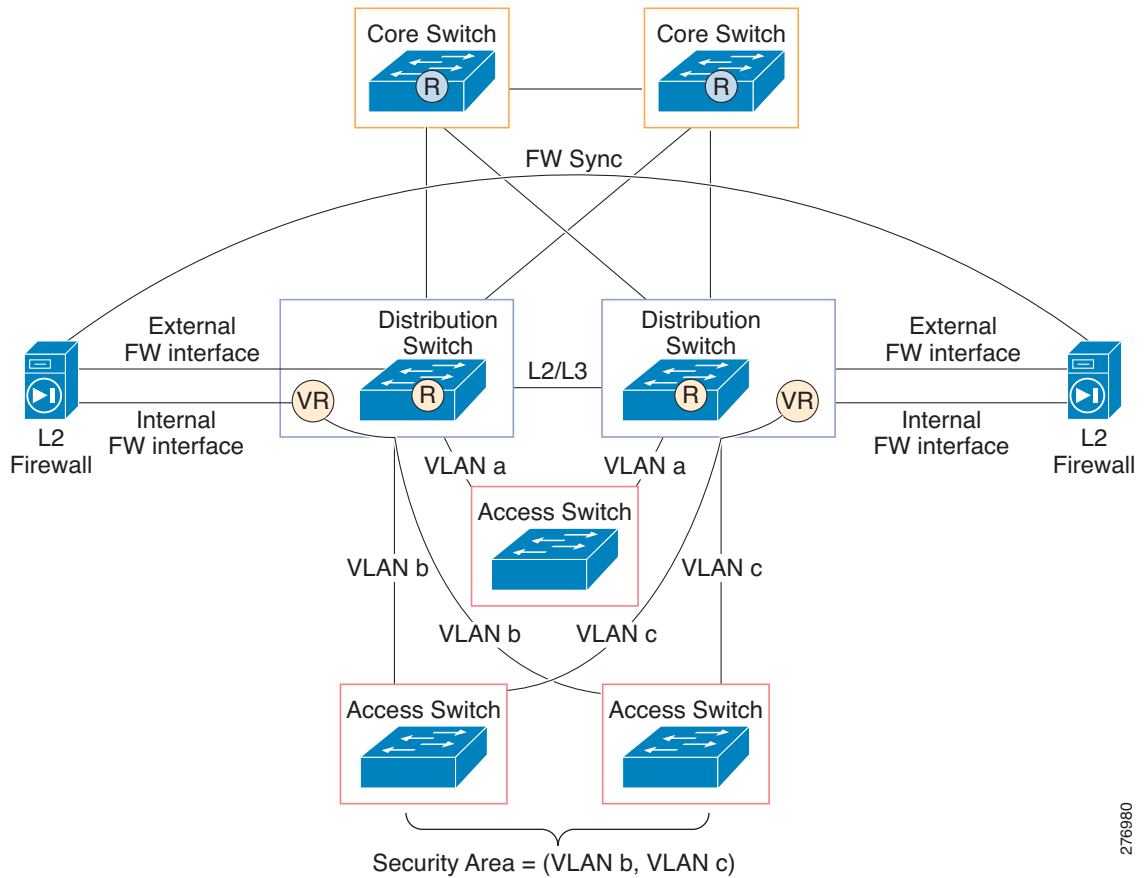 Core Switch
Core Switch
R
R
FW Sync
External
FW interface
Distribution
Switch
Distribution
Switch
External
FW interface
L2/L3
R
R
VR
VR
Internal
FW interface
Internal
FW interface
L2
Firewall
L2
Firewall
VLAN a
VLAN a
Access Switch
VLAN b
VLAN c
VLAN b
VLAN c
Access Switch
Access Switch
Security Area = (VLAN b, VLAN c)
276980